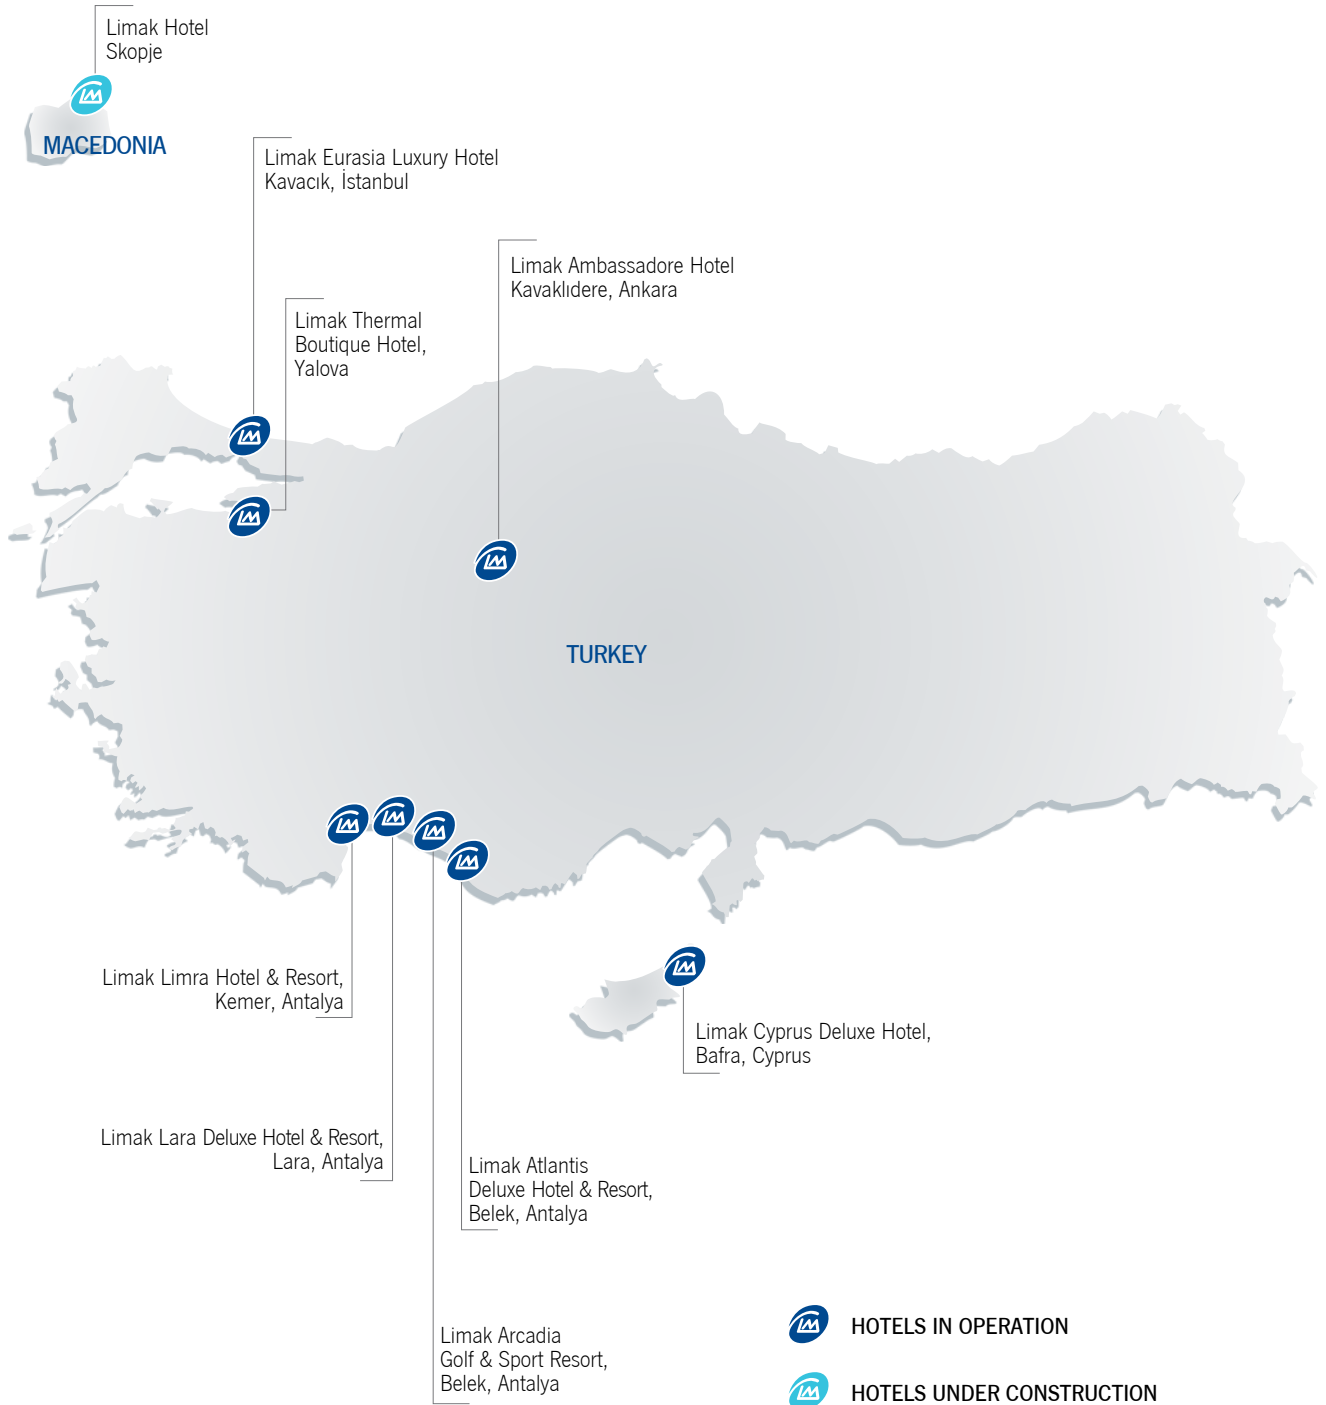 Limak Hotel
Skopje
MACEDONIA
Limak Eurasia Luxury Hotel
Kavacık, İstanbul
Limak Ambassadore Hotel
Kavaklıdere, Ankara
Limak Thermal
Boutique Hotel,
Yalova
TURKEY
Limak Limra Hotel & Resort,
Kemer, Antalya
Limak Cyprus Deluxe Hotel,
Bafra, Cyprus
Limak Lara Deluxe Hotel & Resort,
Lara, Antalya
Limak Atlantis
Deluxe Hotel & Resort,
Belek, Antalya
Limak Arcadia
Golf & Sport Resort,
Belek, Antalya
HOTELS IN OPERATION
HOTELS UNDER CONSTRUCTION